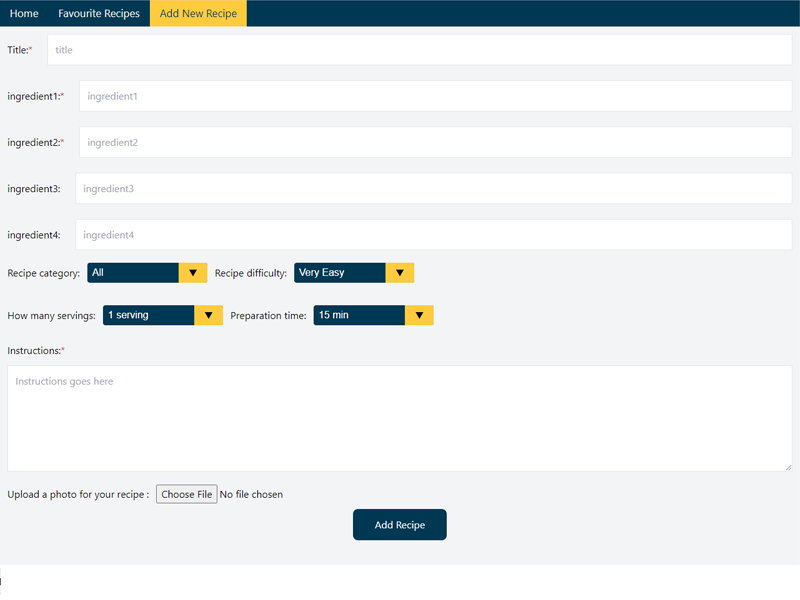 Home Favourite Recipes Add New Recipe
Title:* title
ingredient1:* ingredient1
ingredient2:* ingredient2
ingredient3: ingredient3
ingredient4: ingredient4
Recipe category: All ▼ Recipe difficulty: Very Easy ▼
How many servings: 1 serving ▼ Preparation time: 15 min ▼
Instructions:*
Instructions goes here
Upload a photo for your recipe : Choose File No file chosen
Add Recipe